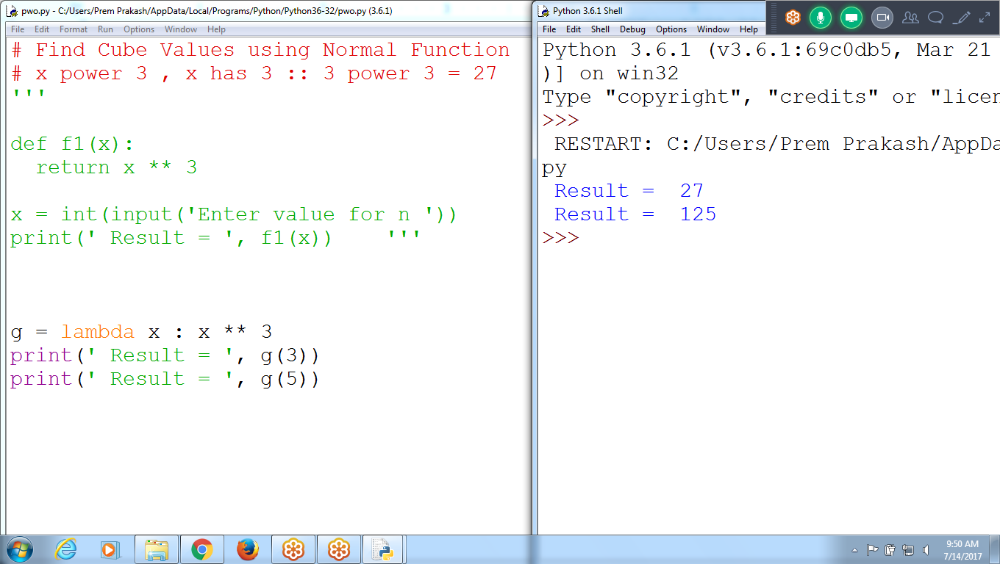 pwo.py - C:/Users/Prem Prakash/AppData/Local/Programs/Python/Python36-32/pwo.py (3.6.1)
File Edit Format Run Options Window Help
# Find Cube Values using Normal Function
# x power 3 , x has 3 :: 3 power 3 = 27
'''
def f1(x):
  return x ** 3
x = int(input('Enter value for n '))
print(' Result = ', f1(x))    '''
g = lambda x : x ** 3
print(' Result = ', g(3))
print(' Result = ', g(5))
Python 3.6.1 Shell
File Edit Shell Debug Options Window Help
Python 3.6.1 (v3.6.1:69c0db5, Mar 21
)] on win32
Type "copyright", "credits" or "licen
>>>
 RESTART: C:/Users/Prem Prakash/AppDa
py
 Result =  27
 Result =  125
>>>
9:50 AM
7/14/2017